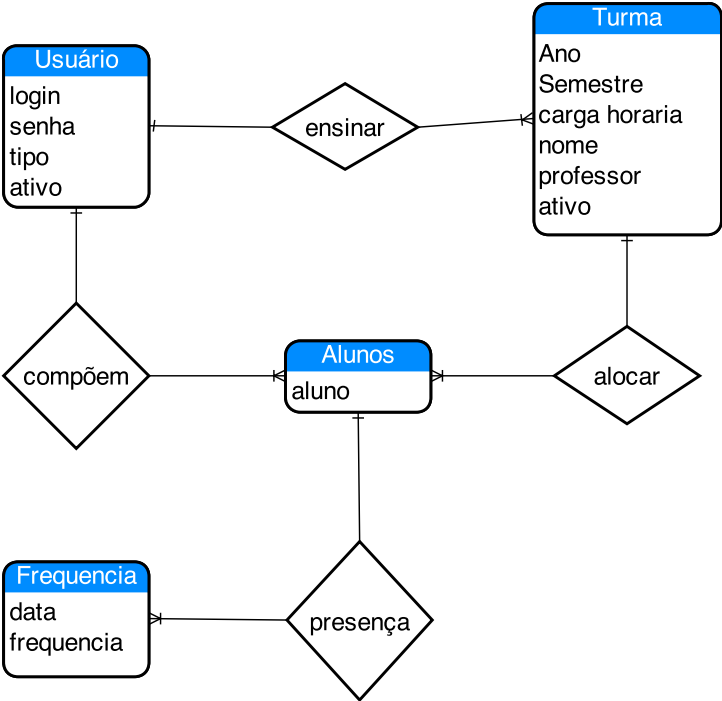 Usuário
login
senha
tipo
ativo
ensinar
Turma
Ano
Semestre
carga horaria
nome
professor
ativo
compõem
Alunos
aluno
alocar
Frequencia
data
frequencia
presença